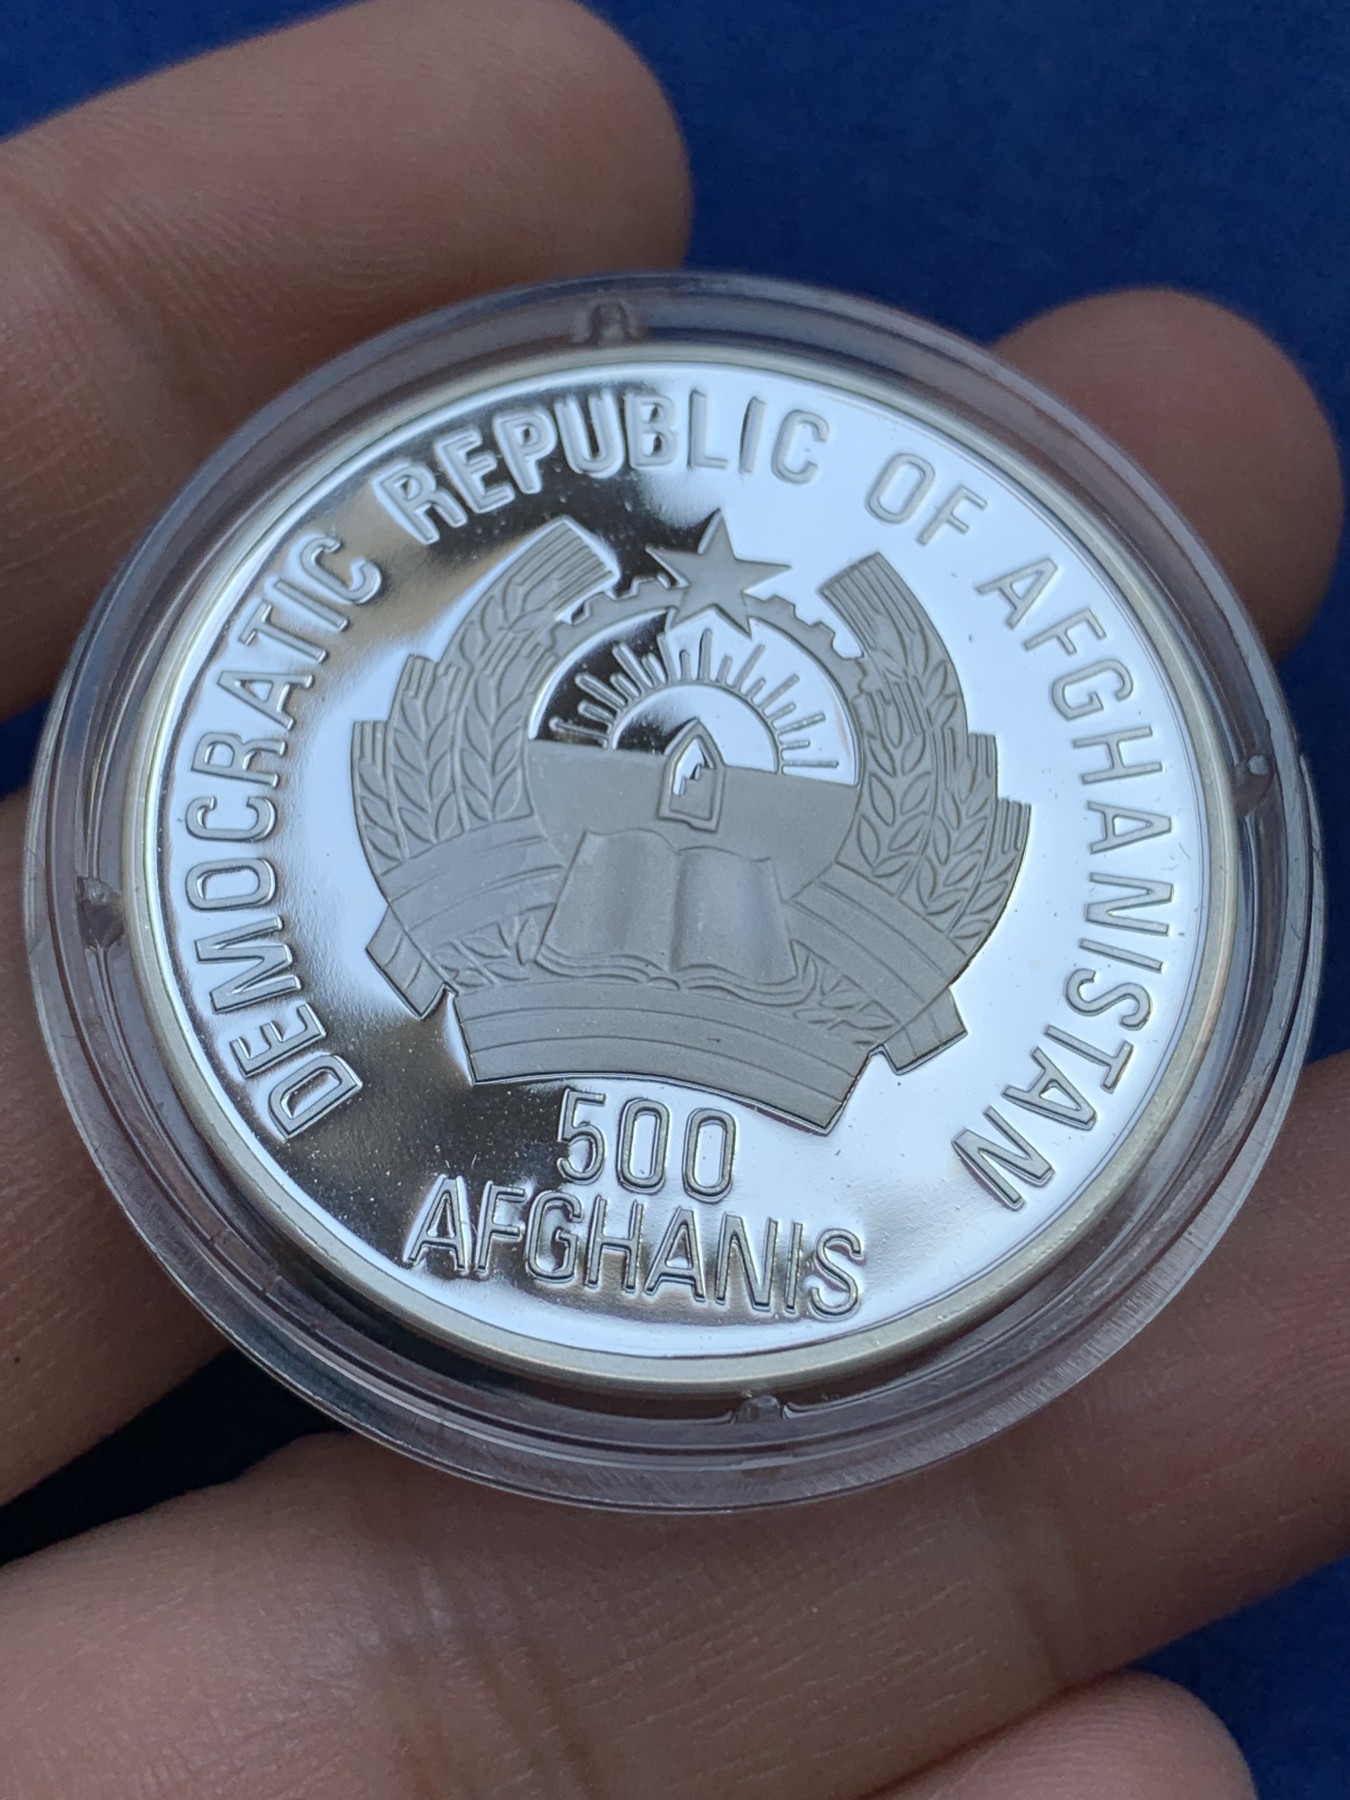 DEMOCRATIC REPUBLIC OF AFGHANISTAN
500
AFGHANIS